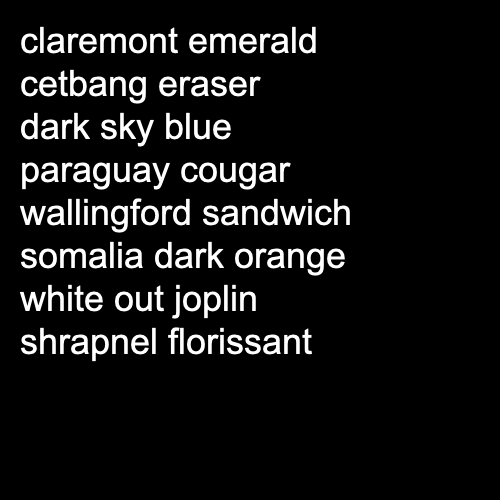 claremont emerald
cetbang eraser
dark sky blue
paraguay cougar
wallingford sandwich
somalia dark orange
white out joplin
shrapnel florissant